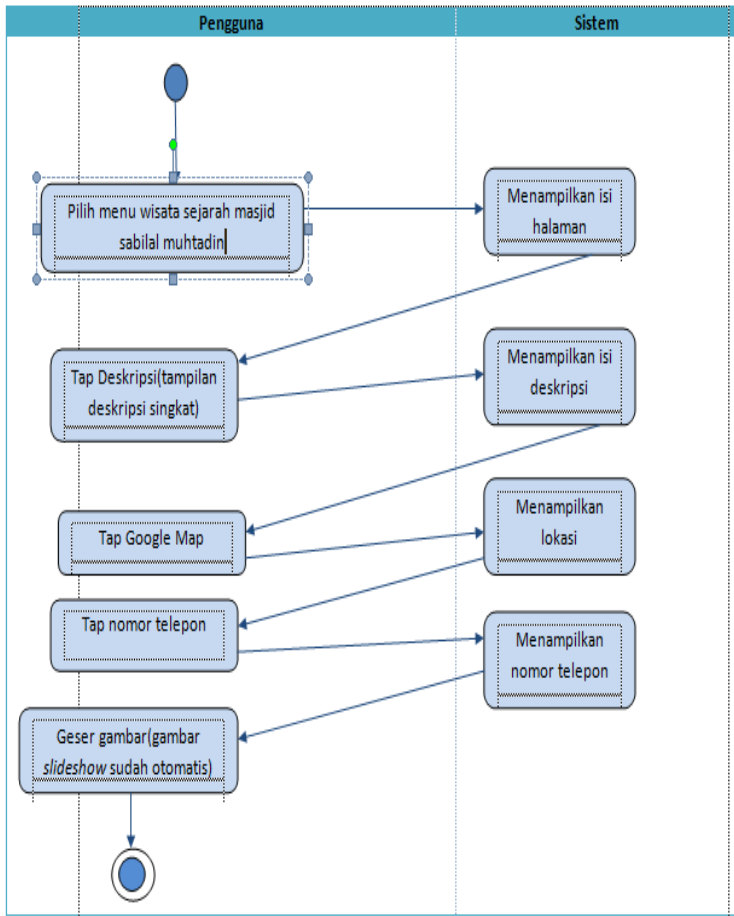 Pengguna
Sistem
Pilih menu wisata sejarah masjid
sabilal muhtadin
Menampilkan isi
halaman
Tap Deskripsi(tampilan
deskripsi singkat)
Menampilkan isi
deskripsi
Tap Google Map
Menampilkan
lokasi
Tap nomor telepon
Menampilkan
nomor telepon
Geser gambar(gambar
slideshow sudah otomatis)